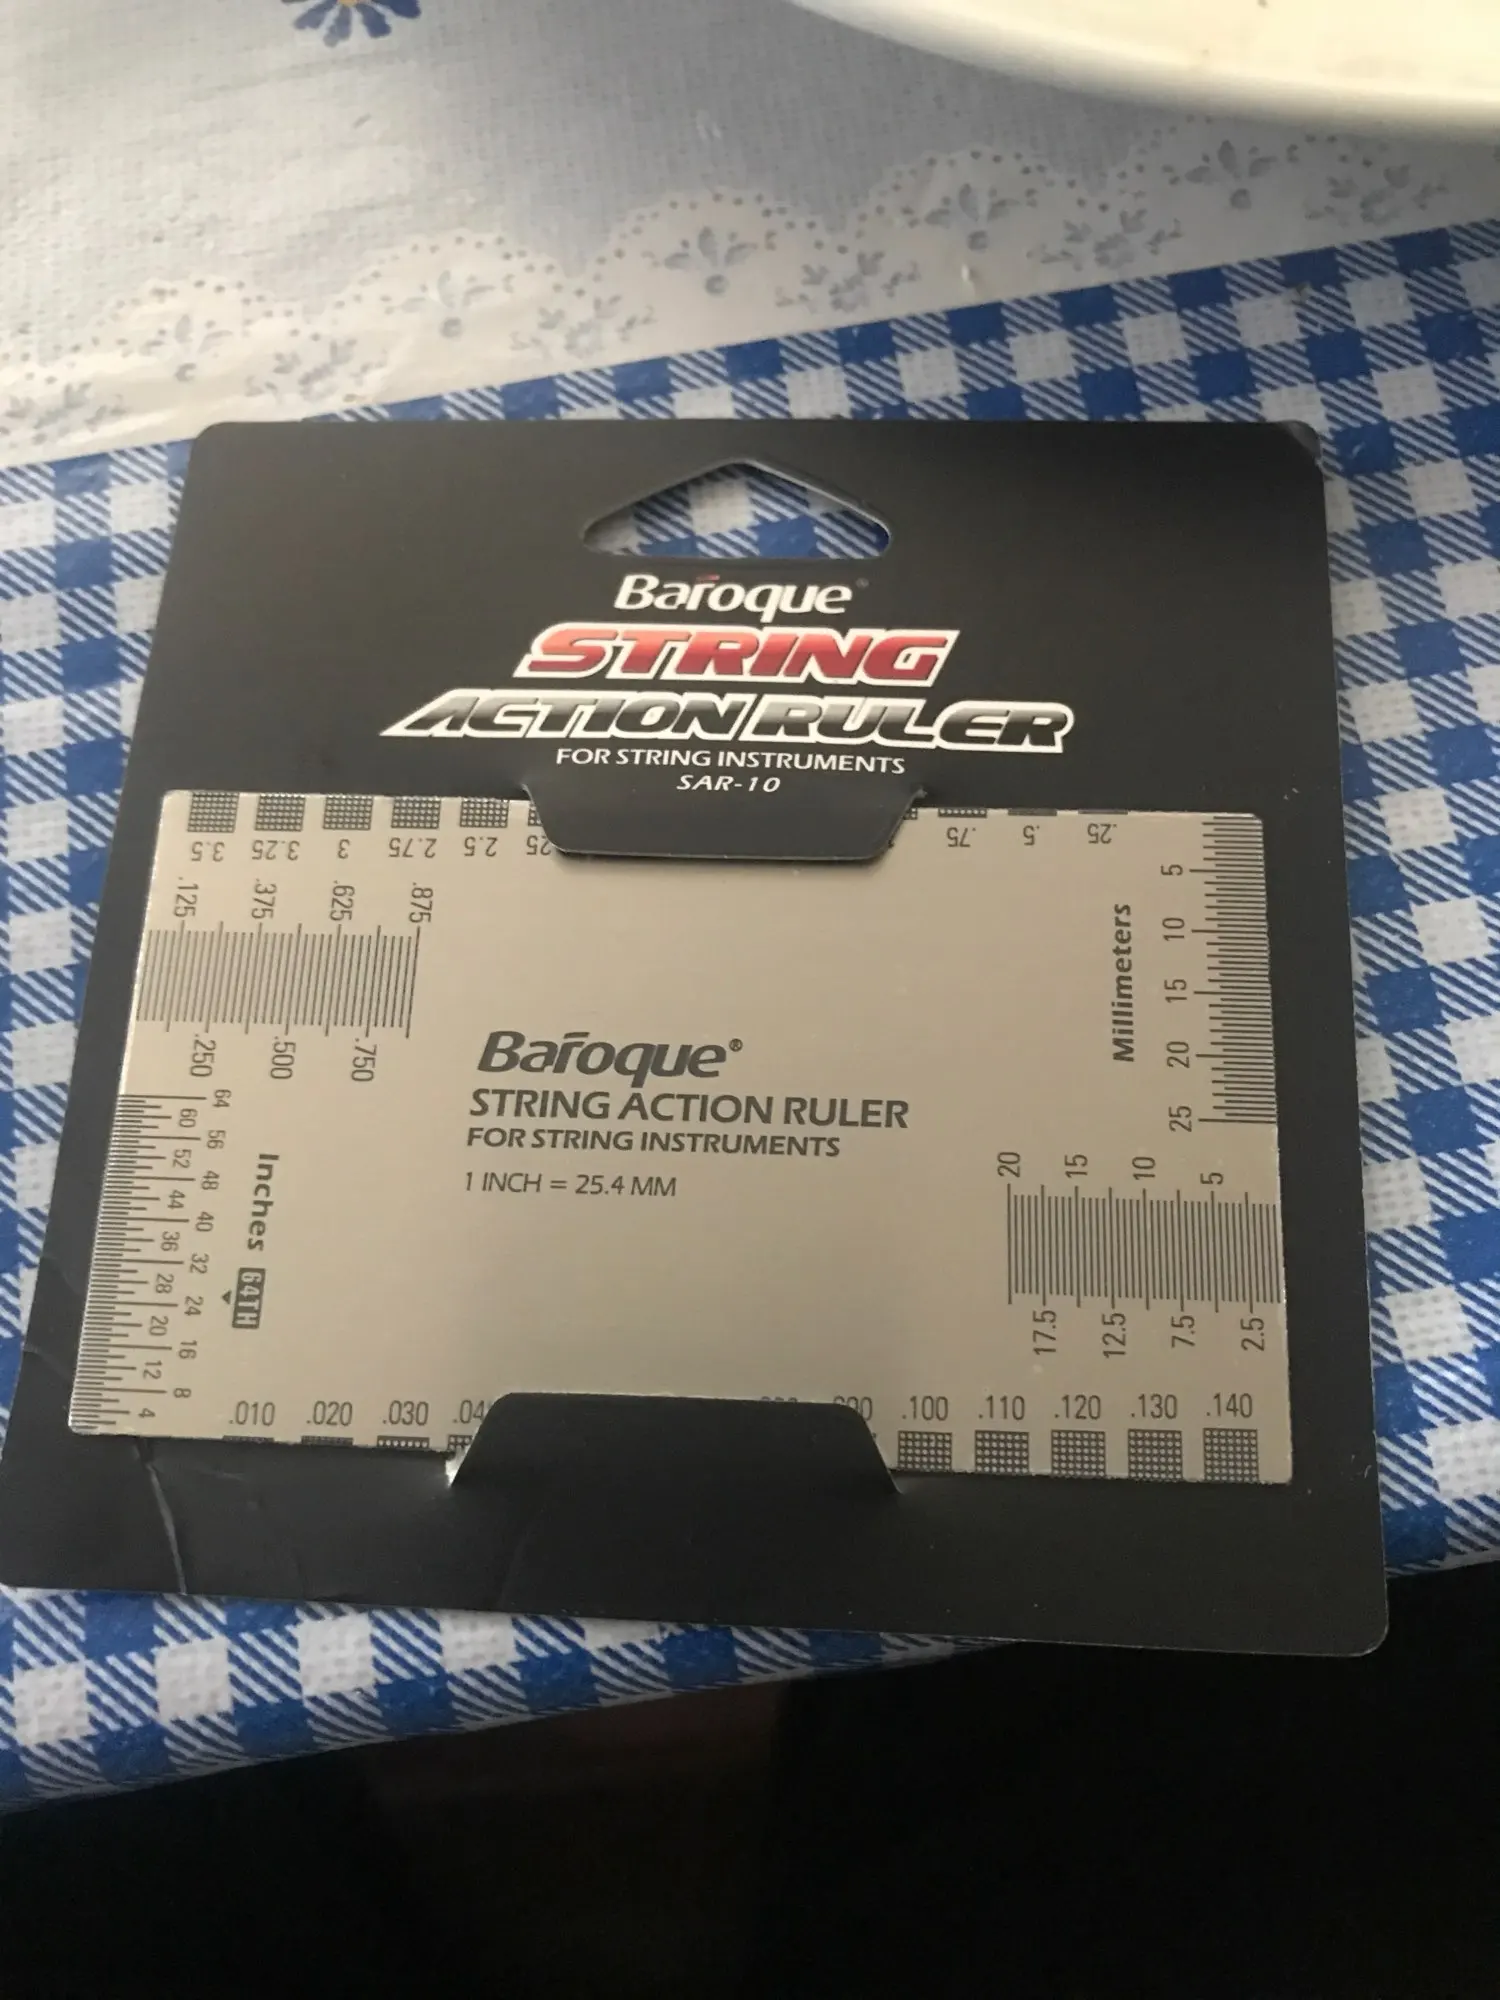 Baroque
STRING
ACTION RULER
FOR STRING INSTRUMENTS
SAR-10
3.5 3.25 3 2.75 2.5 .75 .5 .25
.125 .375 .625 .875
.250 .500 .750
Millimeters
5 10 15 20 25
Baroque®
STRING ACTION RULER
FOR STRING INSTRUMENTS
1 INCH = 25.4 MM
64 56 48 40 32 24 16 8
60 52 44 36 28 20 12 4
Inches 64TH
20 15 10 5
17.5 12.5 7.5 2.5
.010 .020 .030 .04 .100 .110 .120 .130 .140